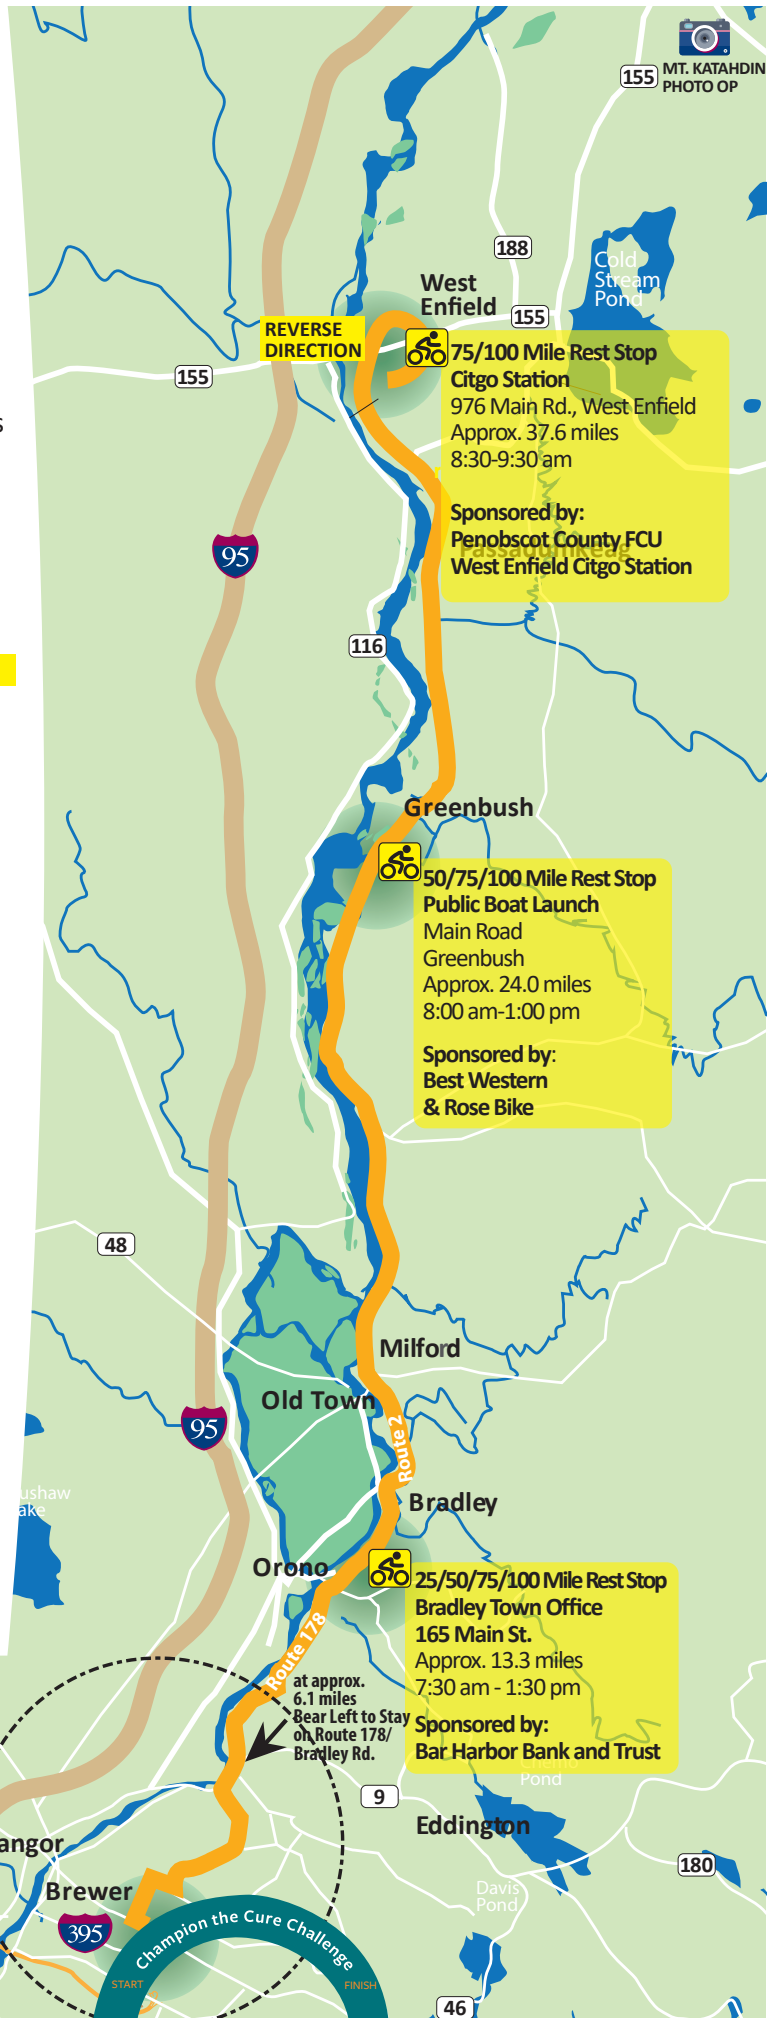 155
MT. KATAHDIN
PHOTO OP
188
Cold
Stream
Pond
West
Enfield
155
REVERSE
DIRECTION
155
75/100 Mile Rest Stop
Citgo Station
976 Main Rd., West Enfield
Approx. 37.6 miles
8:30-9:30 am
Sponsored by:
Penobscot County FCU
Passadumkeag
West Enfield Citgo Station
s
95
116
Greenbush
50/75/100 Mile Rest Stop
Public Boat Launch
Main Road
Greenbush
Approx. 24.0 miles
8:00 am-1:00 pm
Sponsored by:
Best Western
& Rose Bike
48
Milford
Old Town
95
Route 2
ushaw
ake
Bradley
Orono
25/50/75/100 Mile Rest Stop
Bradley Town Office
165 Main St.
Approx. 13.3 miles
7:30 am - 1:30 pm
Sponsored by:
Bar Harbor Bank and Trust
Route 178
at approx.
6.1 miles
Bear Left to Stay
on Route 178/
Bradley Rd.
Pond
9
Eddington
angor
180
Brewer
Davis
Pond
395
Champion the Cure Challenge
START
FINISH
46